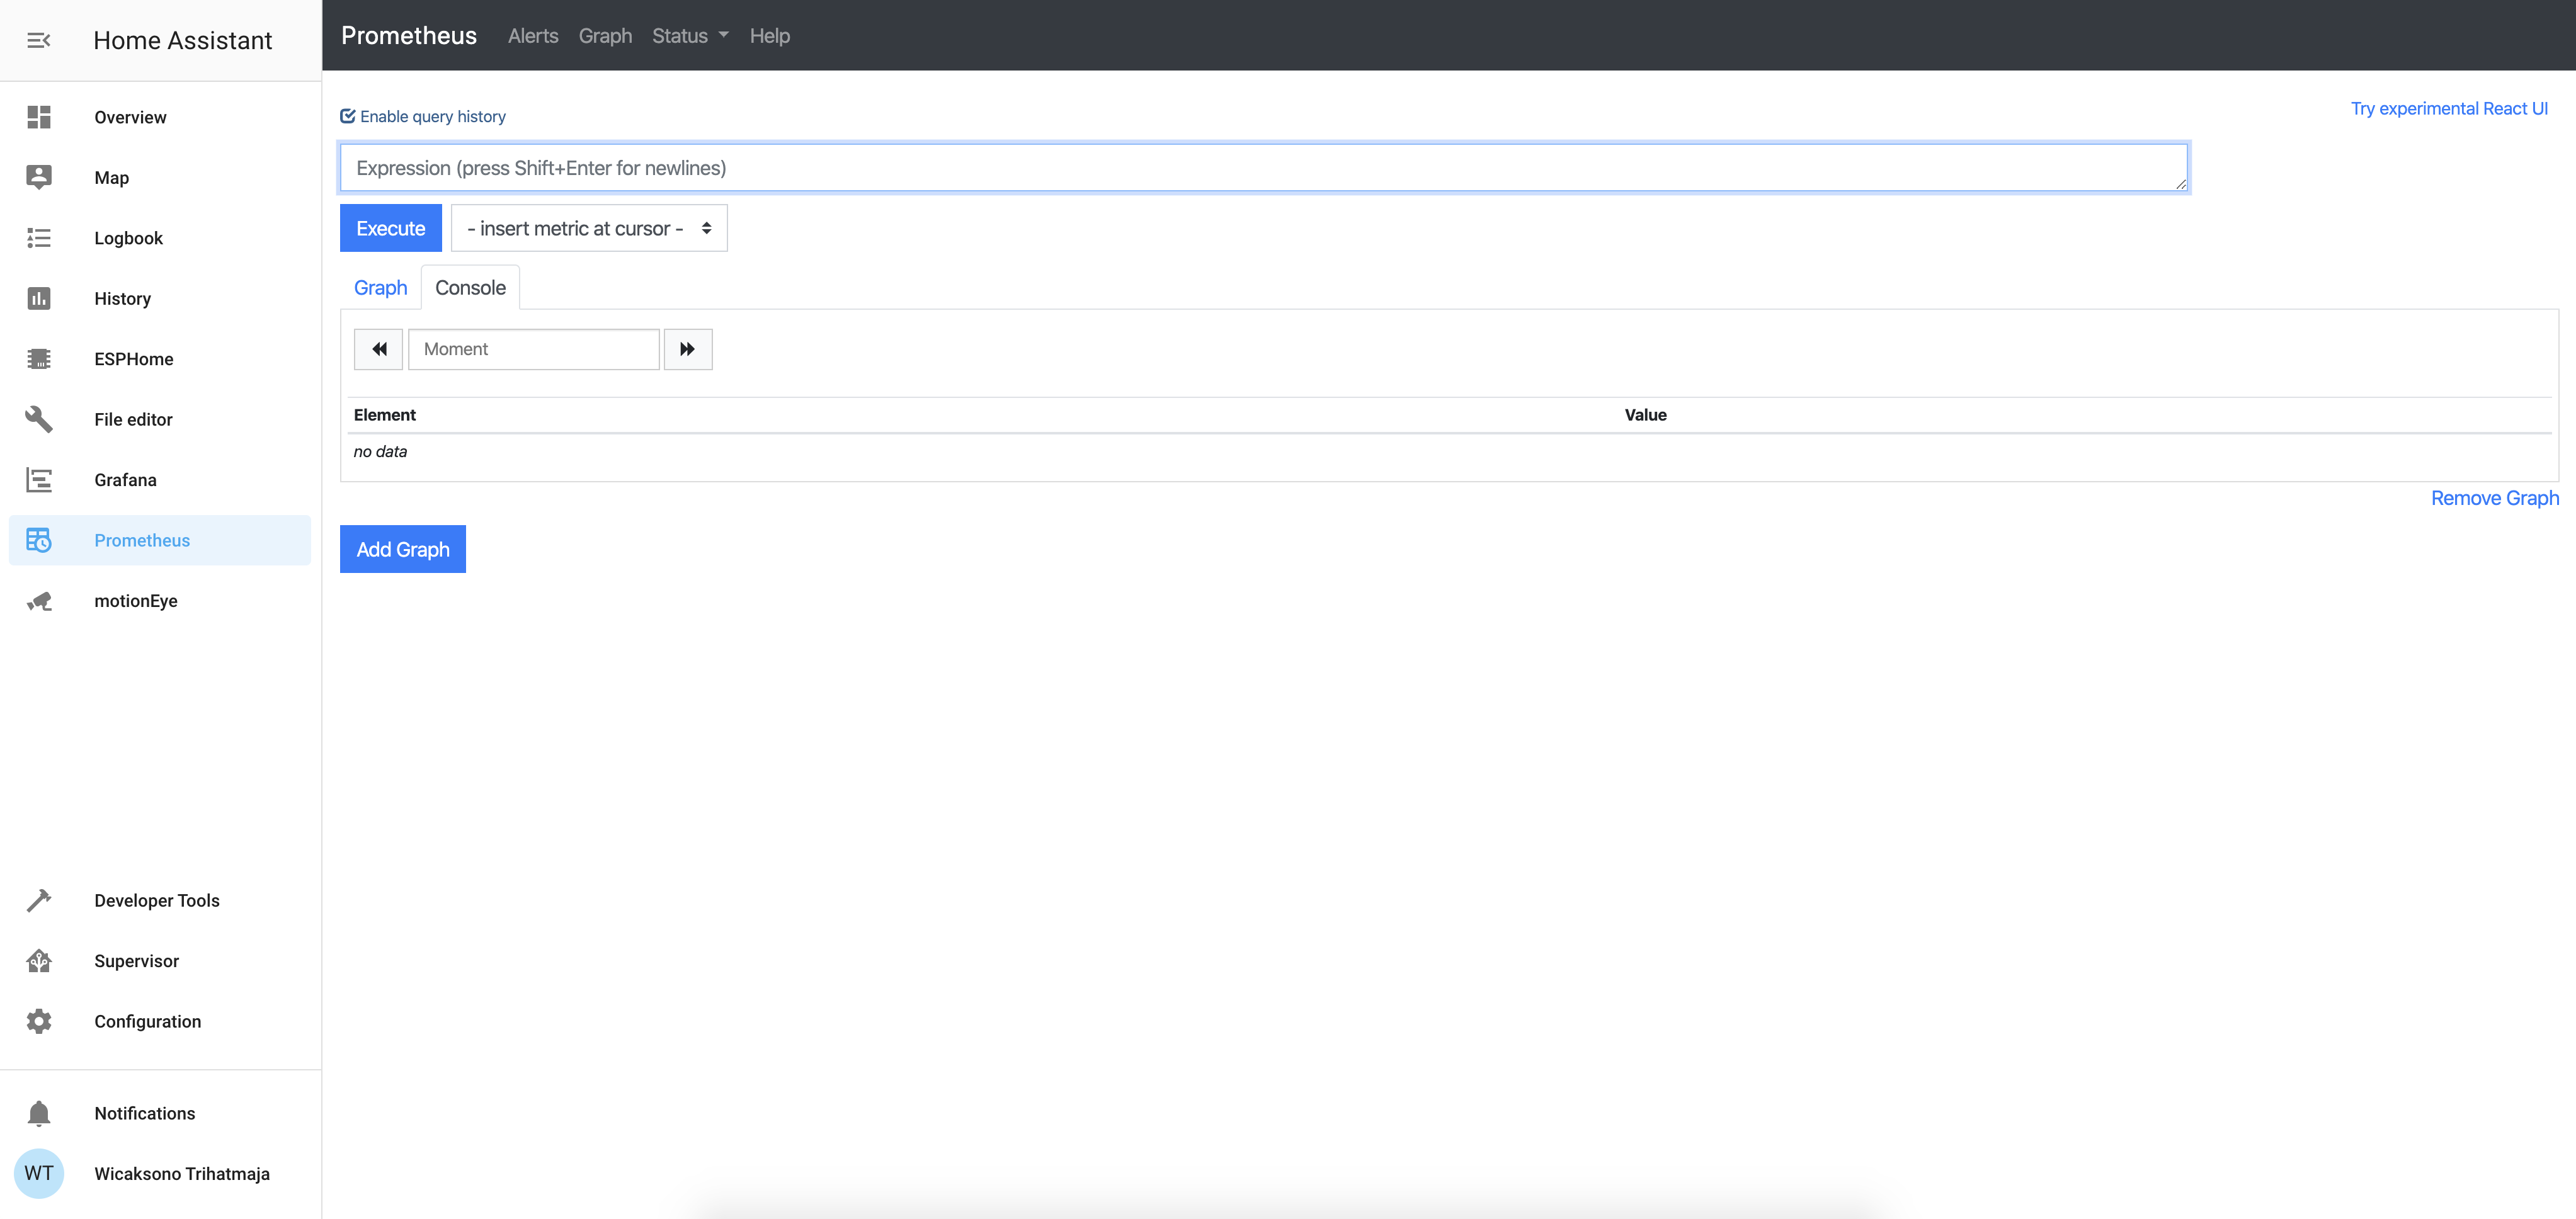 Home Assistant
Overview
Map
Logbook
History
ESPHome
File editor
Grafana
Prometheus
motionEye
Developer Tools
Supervisor
Configuration
Notifications
WT Wicaksono Trihatmaja
Prometheus Alerts Graph Status Help
Enable query history
Try experimental React UI
Expression (press Shift+Enter for newlines)
Execute - insert metric at cursor -
Graph Console
Moment
Element Value
no data
Remove Graph
Add Graph